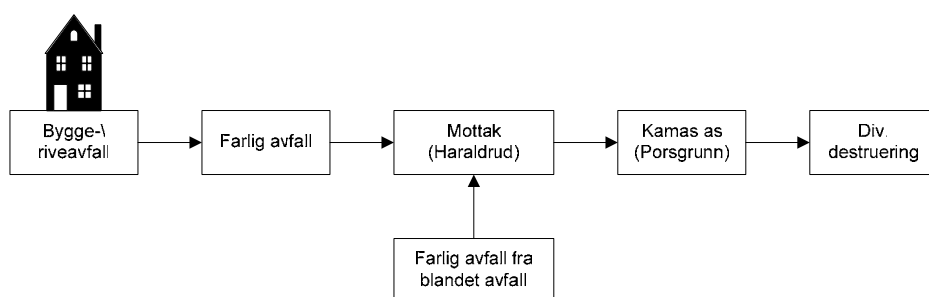 Bygge-\
riveavfall
Farlig avfall
Mottak
(Haraldrud)
Kamas as
(Porsgrunn)
Div.
destruering
Farlig avfall fra
blandet avfall